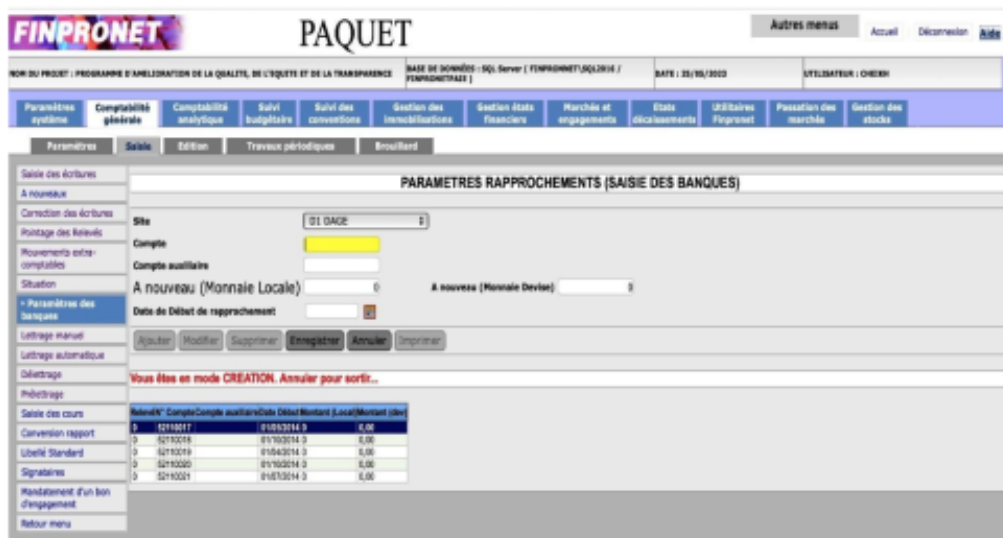 FINPRONET
PAQUET
Autres menus
Accueil
Déconnexion
Aide
NOM DU PROJET : PROGRAMME D'AMELIORATION DE LA QUALITE, DE L'EQUITE ET DE LA TRANSPARENCE
BASE DE DONNÉES : SQL Server ( FINPRONNET\SQL2016 /
FINPRONETPAIE )
UTILISATEUR : CHEIKH
Paramètres système
Comptabilité générale
Comptabilité analytique
Suivi budgétaire
Suivi des conventions
Gestion des immobilisations
Gestion états financiers
Marchés et engagements
Etats décaissements
Utilitaires Finpronet
Passation des marchés
Gestion des stocks
Paramètres
Saisie
Edition
Travaux périodiques
Brouillard
Saisie des écritures
A nouveaux
Correction des écritures
Pointage des Relevés
Mouvements extra-comptables
Situation
• Paramètres des banques
Lettrage manuel
Lettrage automatique
Délettrage
Prélettrage
Saisie des cours
Conversion rapport
Libellé Standard
Signataires
Mandatement d'un bon d'engagement
Retour menu
PARAMETRES RAPPROCHEMENTS (SAISIE DES BANQUES)
Site
01 DAGE
Compte
Compte auxiliaire
A nouveau (Monnaie Locale)
0
A nouveau (Monnaie Devise)
0
Date de Début de rapprochement
Ajouter Modifier Supprimer Enregistrer Annuler Imprimer
Vous êtes en mode CREATION. Annuler pour sortir...
Relevé N° Compte Compte auxiliaire Date Début Montant (Local) Montant (dev)
0 52110017 01/05/2014 0 0,00
0 52110018 01/10/2014 0 0,00
0 52110019 01/04/2014 0 0,00
0 52110020 01/10/2014 0 0,00
0 52110021 01/07/2014 0 0,00